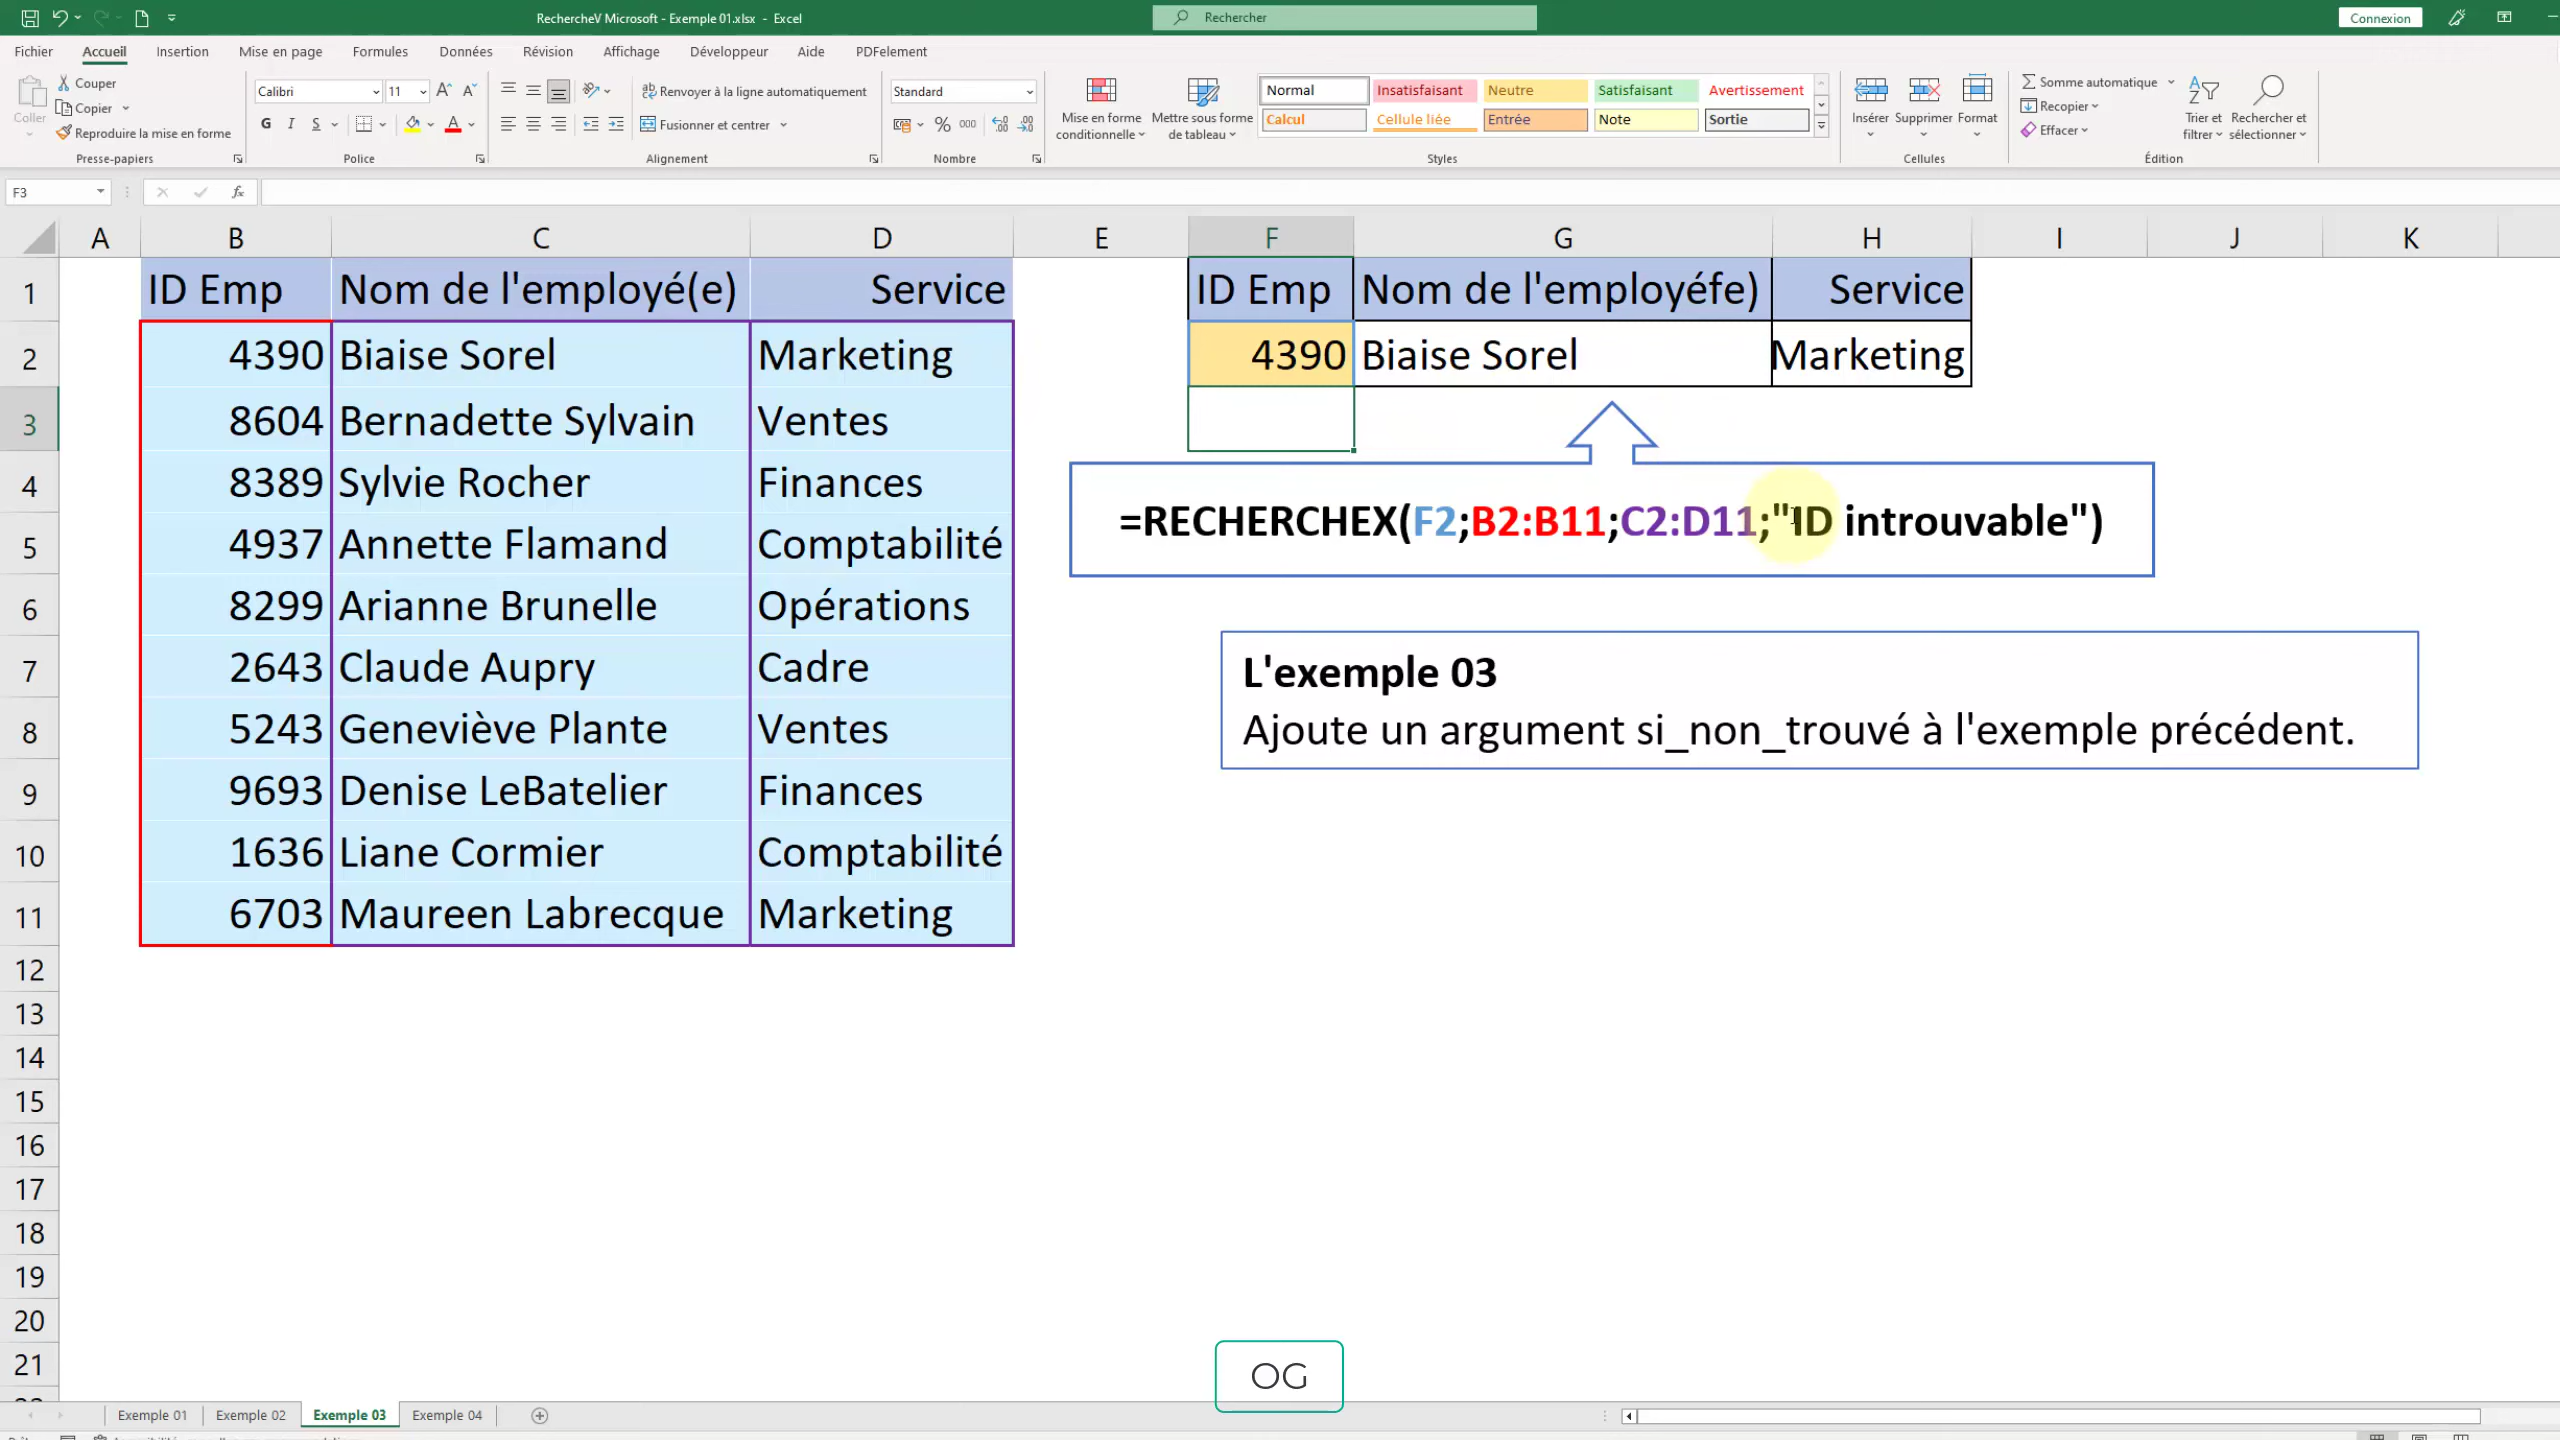 RechercheV Microsoft - Exemple 01.xlsx - Excel
Rechercher
Connexion
Fichier Accueil Insertion Mise en page Formules Données Révision Affichage Développeur Aide PDFelement
Coller
Couper
Copier
Reproduire la mise en forme
Presse-papiers
Calibri 11
G I S
Police
Renvoyer à la ligne automatiquement
Fusionner et centrer
Alignement
Standard
% 000
Nombre
Mise en forme conditionnelle
Mettre sous forme de tableau
Normal Insatisfaisant Neutre Satisfaisant Avertissement
Calcul Cellule liée Entrée Note Sortie
Styles
Insérer Supprimer Format
Cellules
Somme automatique
Recopier
Effacer
Trier et filtrer
Rechercher et sélectionner
Édition
F3
fx
A B C D E F G H I J K
1 ID Emp Nom de l'employé(e) Service ID Emp Nom de l'employéfe) Service
2 4390 Biaise Sorel Marketing 4390 Biaise Sorel Marketing
3 8604 Bernadette Sylvain Ventes
4 8389 Sylvie Rocher Finances
5 4937 Annette Flamand Comptabilité
6 8299 Arianne Brunelle Opérations
7 2643 Claude Aupry Cadre
8 5243 Geneviève Plante Ventes
9 9693 Denise LeBatelier Finances
10 1636 Liane Cormier Comptabilité
11 6703 Maureen Labrecque Marketing
12
13
14
15
16
17
18
19
20
21
=RECHERCHEX(F2;B2:B11;C2:D11;"ID introuvable")
L'exemple 03
Ajoute un argument si_non_trouvé à l'exemple précédent.
OG
Exemple 01 Exemple 02 Exemple 03 Exemple 04